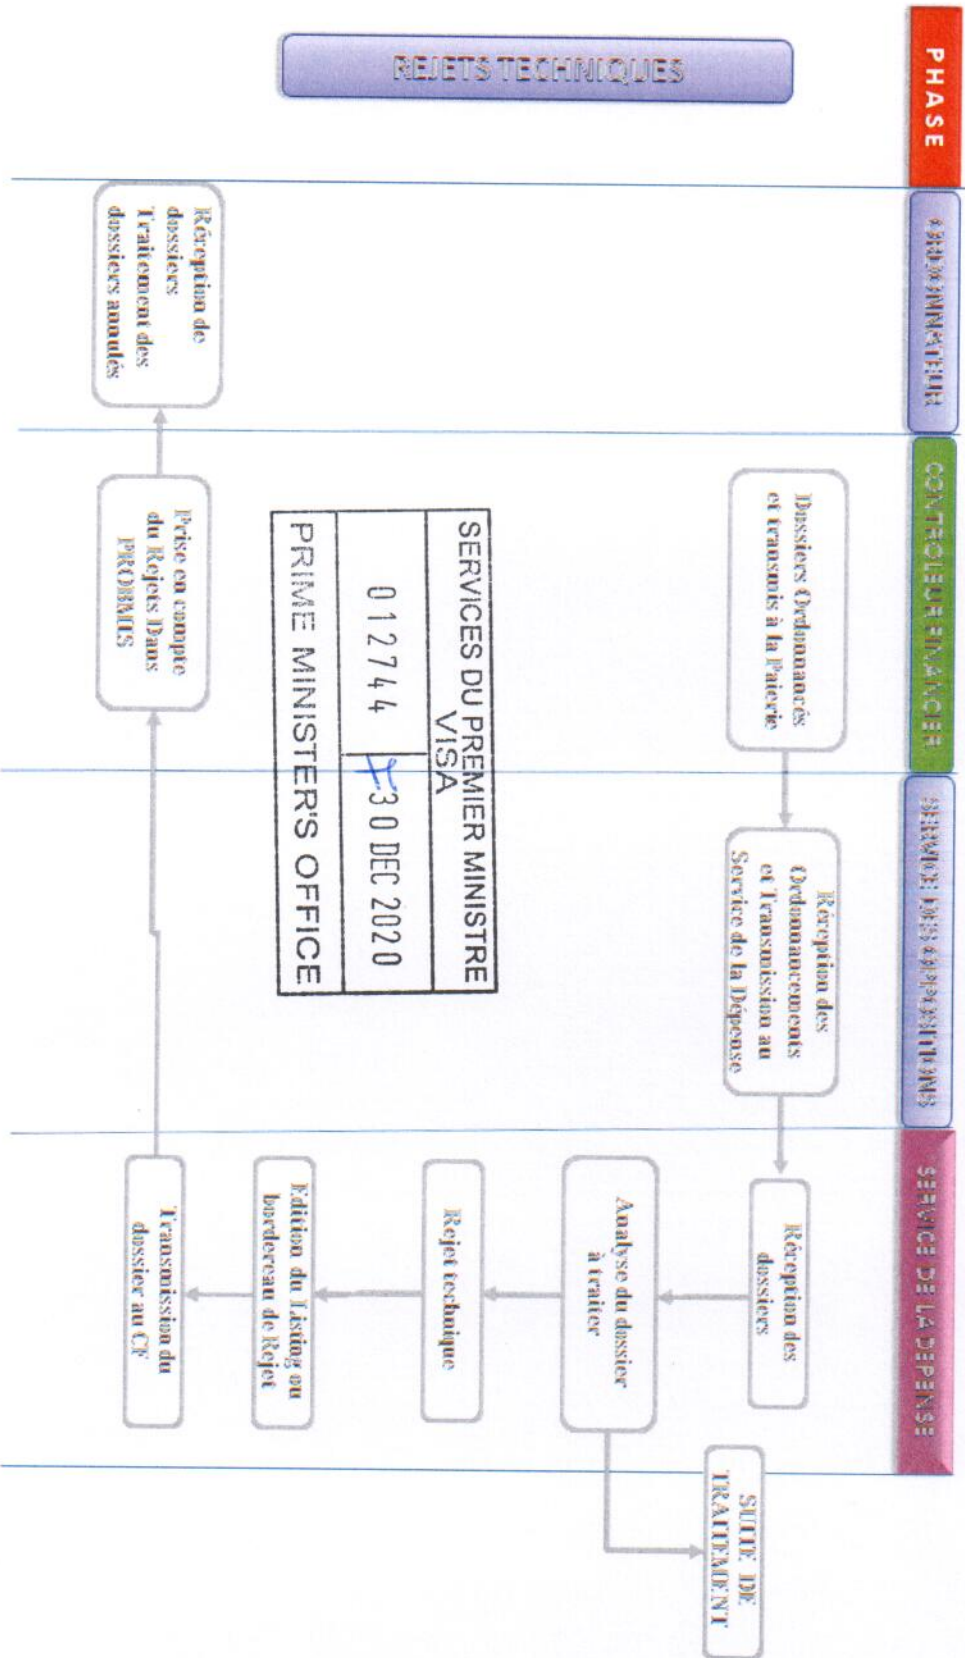 PHASE
ORDONNATEUR
CONTROLEUR FINANCIER
SERVICE DES OPPOSITIONS
SERVICE DE LA DEPENSE
REJETS TECHNIQUES
Dossiers Ordonnancés
et transmis à la Paierie
Réception des
Ordonnancements
et Transmission au
Service de la Dépense
Réception des
dossiers
SUITE DE
TRAITEMENT
Analyse du dossier
à traiter
Rejet technique
Edition du Listing ou
bordereau de Rejet
Transmission du
dossier au CF
Prise en compte
du Rejets Dans
PROBMIS
Réception de
dossiers
Traitement des
dossiers annulés
SERVICES DU PREMIER MINISTRE
VISA
012744 30 DEC 2020
PRIME MINISTER'S OFFICE